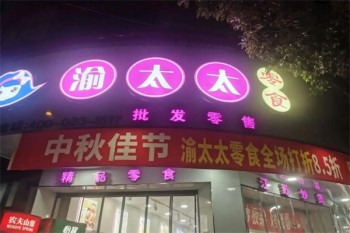 渝太太零食
批发零售
中秋佳节 渝太太零食全场打折8.5折
精品零食
农夫山泉